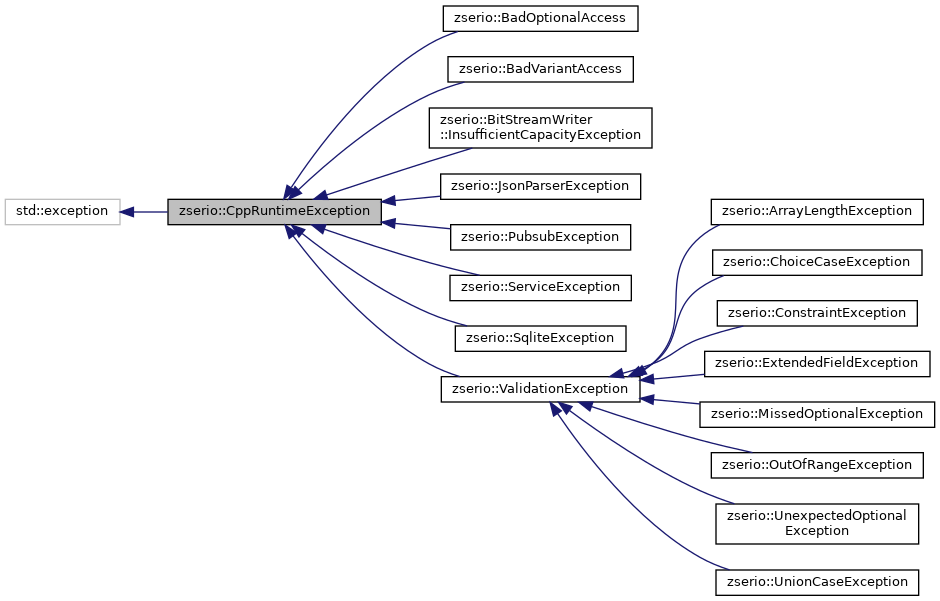 zserio::BadOptionalAccess
zserio::BadVariantAccess
zserio::BitStreamWriter
::InsufficientCapacityException
zserio::JsonParserException
std::exception
zserio::CppRuntimeException
zserio::PubsubException
zserio::ServiceException
zserio::SqliteException
zserio::ValidationException
zserio::ArrayLengthException
zserio::ChoiceCaseException
zserio::ConstraintException
zserio::ExtendedFieldException
zserio::MissedOptionalException
zserio::OutOfRangeException
zserio::UnexpectedOptional
Exception
zserio::UnionCaseException